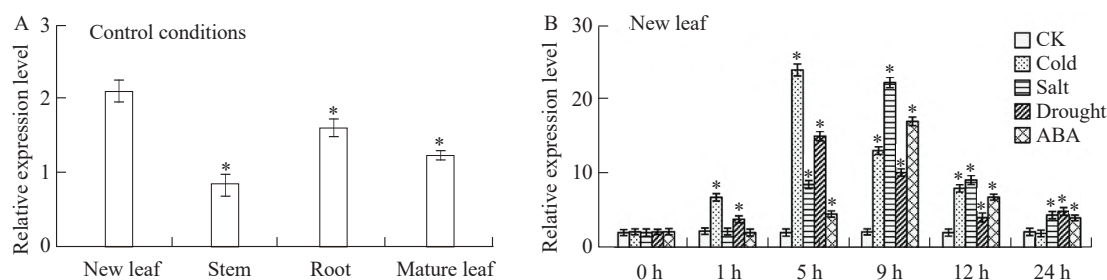 A
Control conditions
Relative expression level
3
2
1
0
*
*
*
New leaf Stem Root Mature leaf
B
New leaf
Relative expression level
30
20
10
0
CK
Cold
Salt
Drought
ABA
* *
* * * *
* * * *
* * * *
* * *
0 h 1 h 5 h 9 h 12 h 24 h